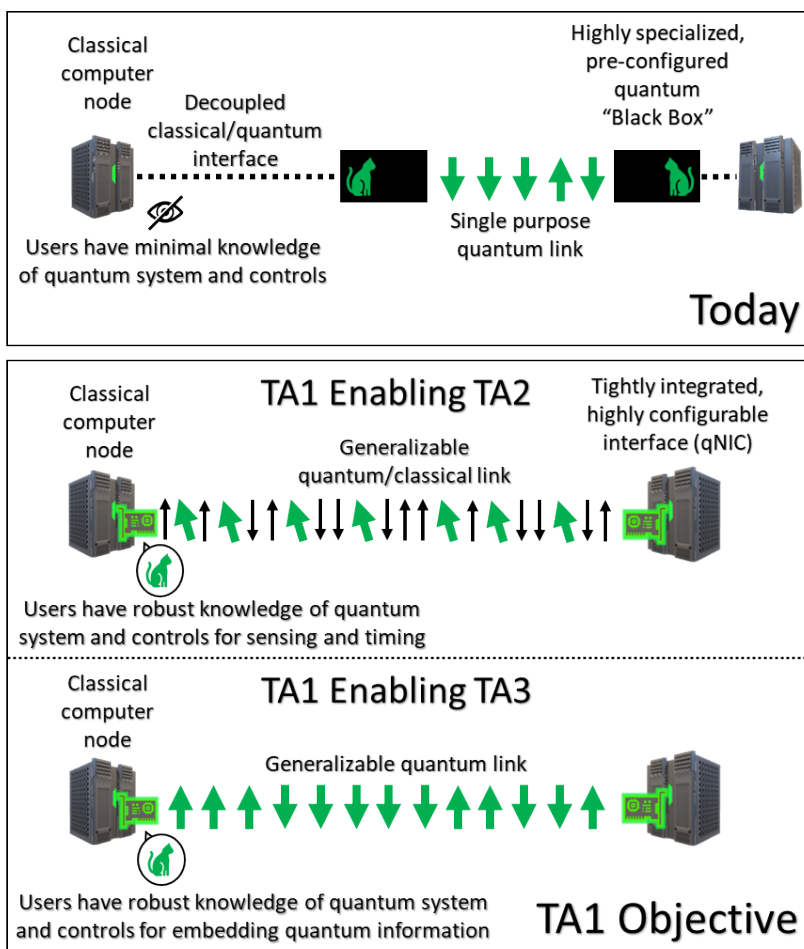 Classical
computer
node
Decoupled
classical/quantum
interface
Highly specialized,
pre-configured
quantum
“Black Box”
Users have minimal knowledge
of quantum system and controls
Single purpose
quantum link
Today
Classical
computer
node
TA1 Enabling TA2
Generalizable
quantum/classical link
Tightly integrated,
highly configurable
interface (qNIC)
Users have robust knowledge of quantum
system and controls for sensing and timing
Classical
computer
node
TA1 Enabling TA3
Generalizable quantum link
Users have robust knowledge of quantum system
and controls for embedding quantum information
TA1 Objective